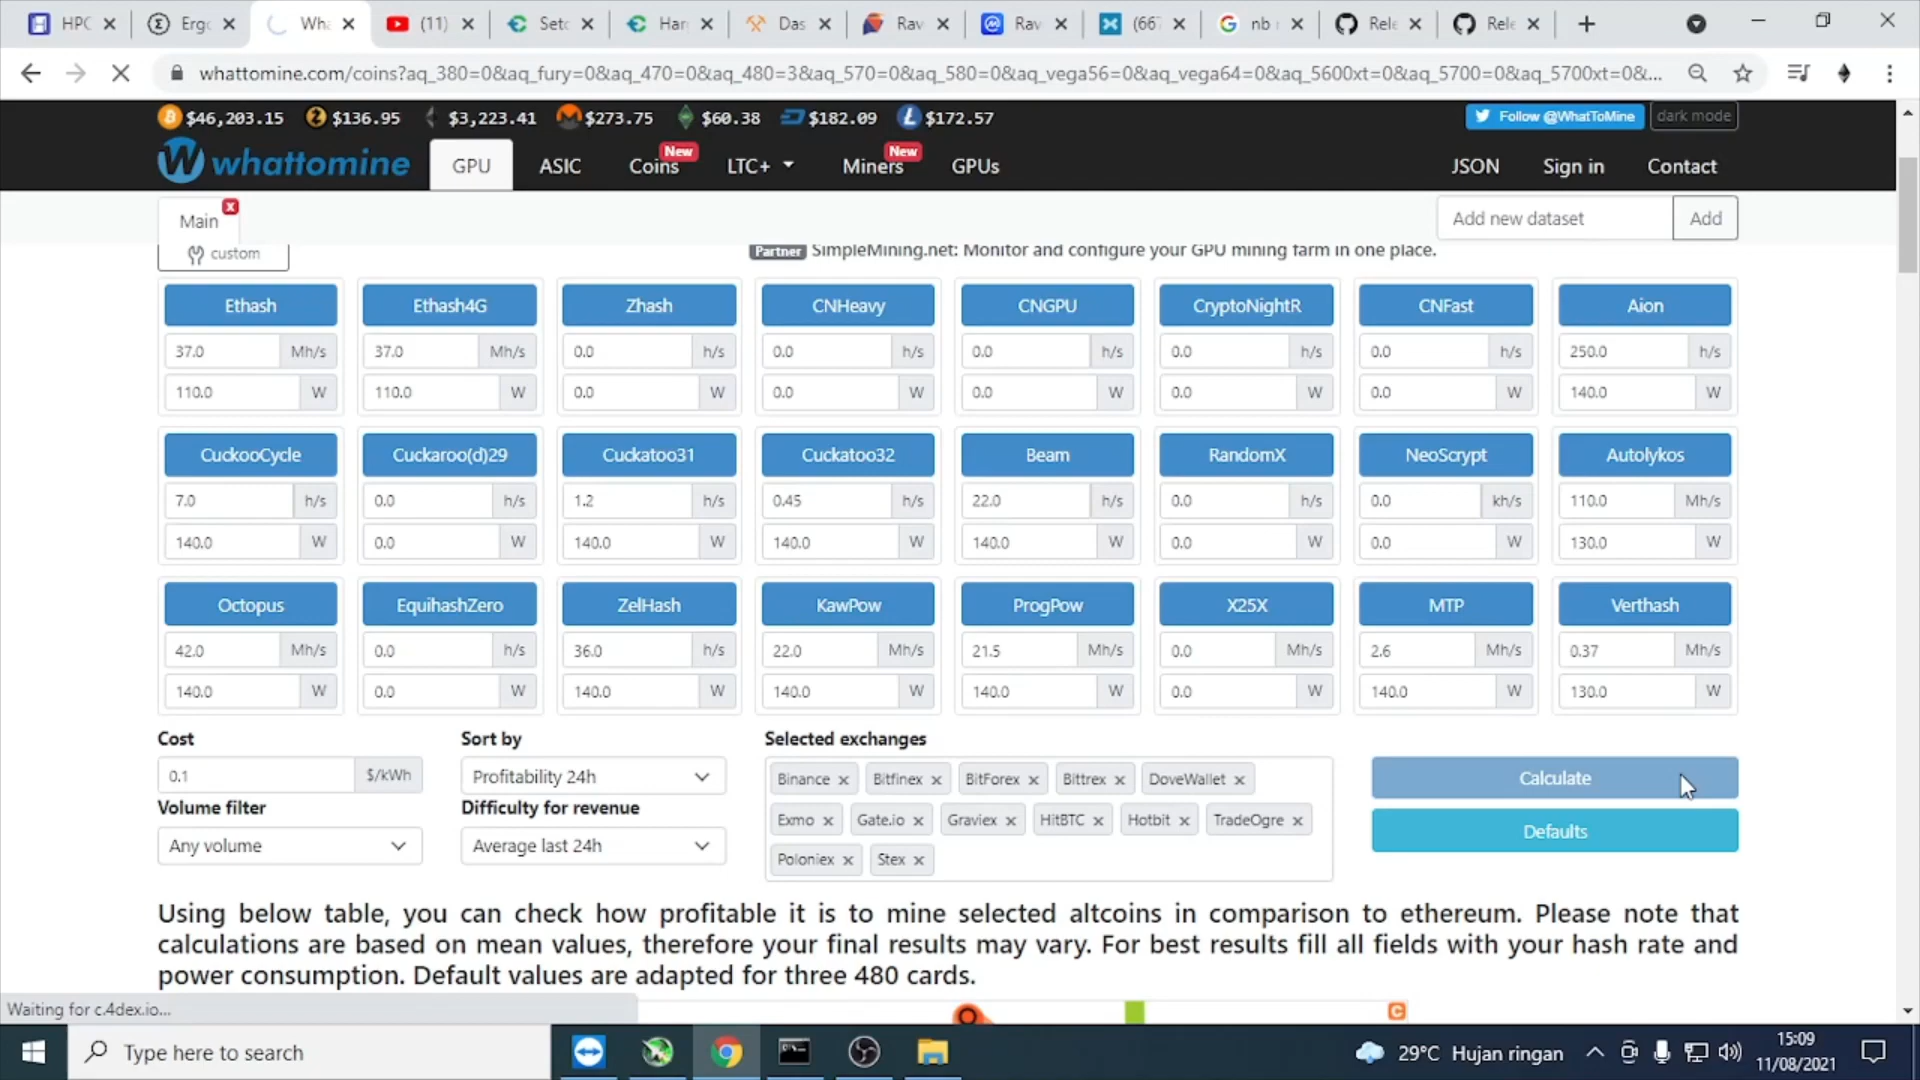 HPC
Ergo
Wha
(11)
Setc
Har
Das
Rav
Rav
(66
nb
Rele
Rele
whattomine.com/coins?aq_380=0&aq_fury=0&aq_470=0&aq_480=3&aq_570=0&aq_580=0&aq_vega56=0&aq_vega64=0&aq_5600xt=0&aq_5700=0&aq_5700xt=0&...
$46,203.15 $136.95 $3,223.41 $273.75 $60.38 $182.09 $172.57
Follow @WhatToMine dark mode
whattomine GPU ASIC Coins New LTC+ Miners New GPUs JSON Sign in Contact
Main x Add new dataset Add
custom
Partner SimpleMining.net: Monitor and configure your GPU mining farm in one place.
Ethash Ethash4G Zhash CNHeavy CNGPU CryptoNightR CNFast Aion
37.0 Mh/s 37.0 Mh/s 0.0 h/s 0.0 h/s 0.0 h/s 0.0 h/s 0.0 h/s 250.0 h/s
110.0 W 110.0 W 0.0 W 0.0 W 0.0 W 0.0 W 0.0 W 140.0 W
CuckooCycle Cuckaroo(d)29 Cuckatoo31 Cuckatoo32 Beam RandomX NeoScrypt Autolykos
7.0 h/s 0.0 h/s 1.2 h/s 0.45 h/s 22.0 h/s 0.0 h/s 0.0 kh/s 110.0 Mh/s
140.0 W 0.0 W 140.0 W 140.0 W 140.0 W 0.0 W 0.0 W 130.0 W
Octopus EquihashZero ZelHash KawPow ProgPow X25X MTP Verthash
42.0 Mh/s 0.0 h/s 36.0 h/s 22.0 Mh/s 21.5 Mh/s 0.0 Mh/s 2.6 Mh/s 0.37 Mh/s
140.0 W 0.0 W 140.0 W 140.0 W 140.0 W 0.0 W 140.0 W 130.0 W
Cost Sort by Selected exchanges
0.1 $/kWh Profitability 24h Binance × Bitfinex × BitForex × Bittrex × DoveWallet × Calculate
Volume filter Difficulty for revenue Exmo × Gate.io × Graviex × HitBTC × Hotbit × TradeOgre × Defaults
Any volume Average last 24h Poloniex × Stex ×
Using below table, you can check how profitable it is to mine selected altcoins in comparison to ethereum. Please note that
calculations are based on mean values, therefore your final results may vary. For best results fill all fields with your hash rate and
power consumption. Default values are adapted for three 480 cards.
Waiting for c.4dex.io...
Type here to search
29°C Hujan ringan
15:09
11/08/2021